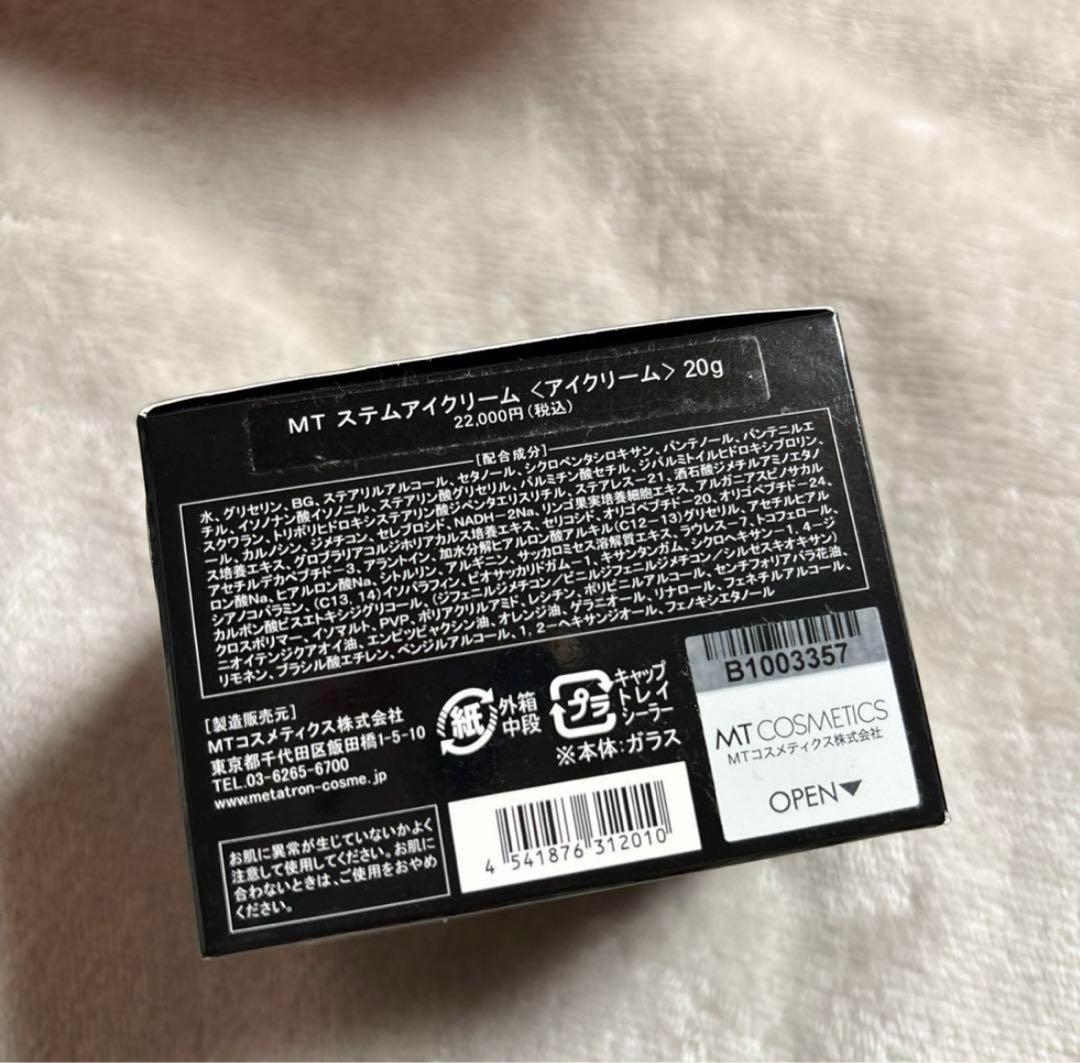 MT ステムアイクリーム 〈アイクリーム〉 20g
22,000円(税込)
[配合成分]
水、グリセリン、BG、ステアリルアルコール、セタノール、シクロペンタシロキサン、パンテノール、パンテニルエ
チル、イソノナン酸イソノニル、ステアリン酸グリセリル、パルミチン酸セチル、ジパルミトイルヒドロキシプロリン、
スクワラン、トリポリヒドロキシステアリン酸ジペンタエリスリチル、ステアレス-21、酒石酸ジメチルアミノエタノ
ール、カルノシン、ジメチコン、セレブロシド、NADH-2Na、リンゴ果実培養細胞エキス、アルガニアスピノサカル
ス培養エキス、グロブラリアコルジホリアカルス培養エキス、セリコシド、オリゴペプチド-20、オリゴペプチド-24、
アセチルデカペプチド-3、アラントイン、加水分解ヒアルロン酸アルキル(C12-13)グリセリル、アセチルヒアル
ロン酸Na、ヒアルロン酸Na、シトルリン、アルギニン、サッカロミセス溶解質エキス、ラウレス-7、トコフェロール、
シアノコバラミン、(C13, 14)イソパラフィン、ビオサッカリドガム-1、キサンタンガム、シクロヘキサン-1, 4-ジ
カルボン酸ビスエトキシジグリコール、(ジフェニルジメチコン/ビニルジフェニルジメチコン/シルセスキオキサン)
クロスポリマー、イソマルト、PVP、ポリアクリルアミド、レシチン、ポリビニルアルコール、センチフォリアバラ花油、
ニオイテンジクアオイ油、エンピツビャクシン油、オレンジ油、ゲラニオール、リナロール、フェネチルアルコール、
リモネン、ブラシル酸エチレン、ベンジルアルコール、1, 2-ヘキサンジオール、フェノキシエタノール
[製造販売元]
MTコスメティクス株式会社
東京都千代田区飯田橋1-5-10
TEL.03-6265-6700
www.metatron-cosme.jp
紙
外箱
中段
プラ
キャップ
トレイ
シーラー
※本体:ガラス
B1003357
MT COSMETICS
MTコスメティクス株式会社
OPEN▼
お肌に異常が生じていないかよく
注意して使用してください。お肌に
合わないときは、ご使用をおやめ
ください。
4 541876 312010